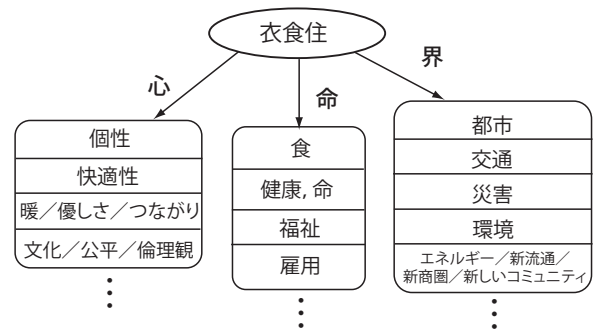 衣食住
心
命
界
個性
快適性
暖／優しさ／つながり
文化／公平／倫理観
食
健康, 命
福祉
雇用
都市
交通
災害
環境
エネルギー／新流通／
新商圏／新しいコミュニティ